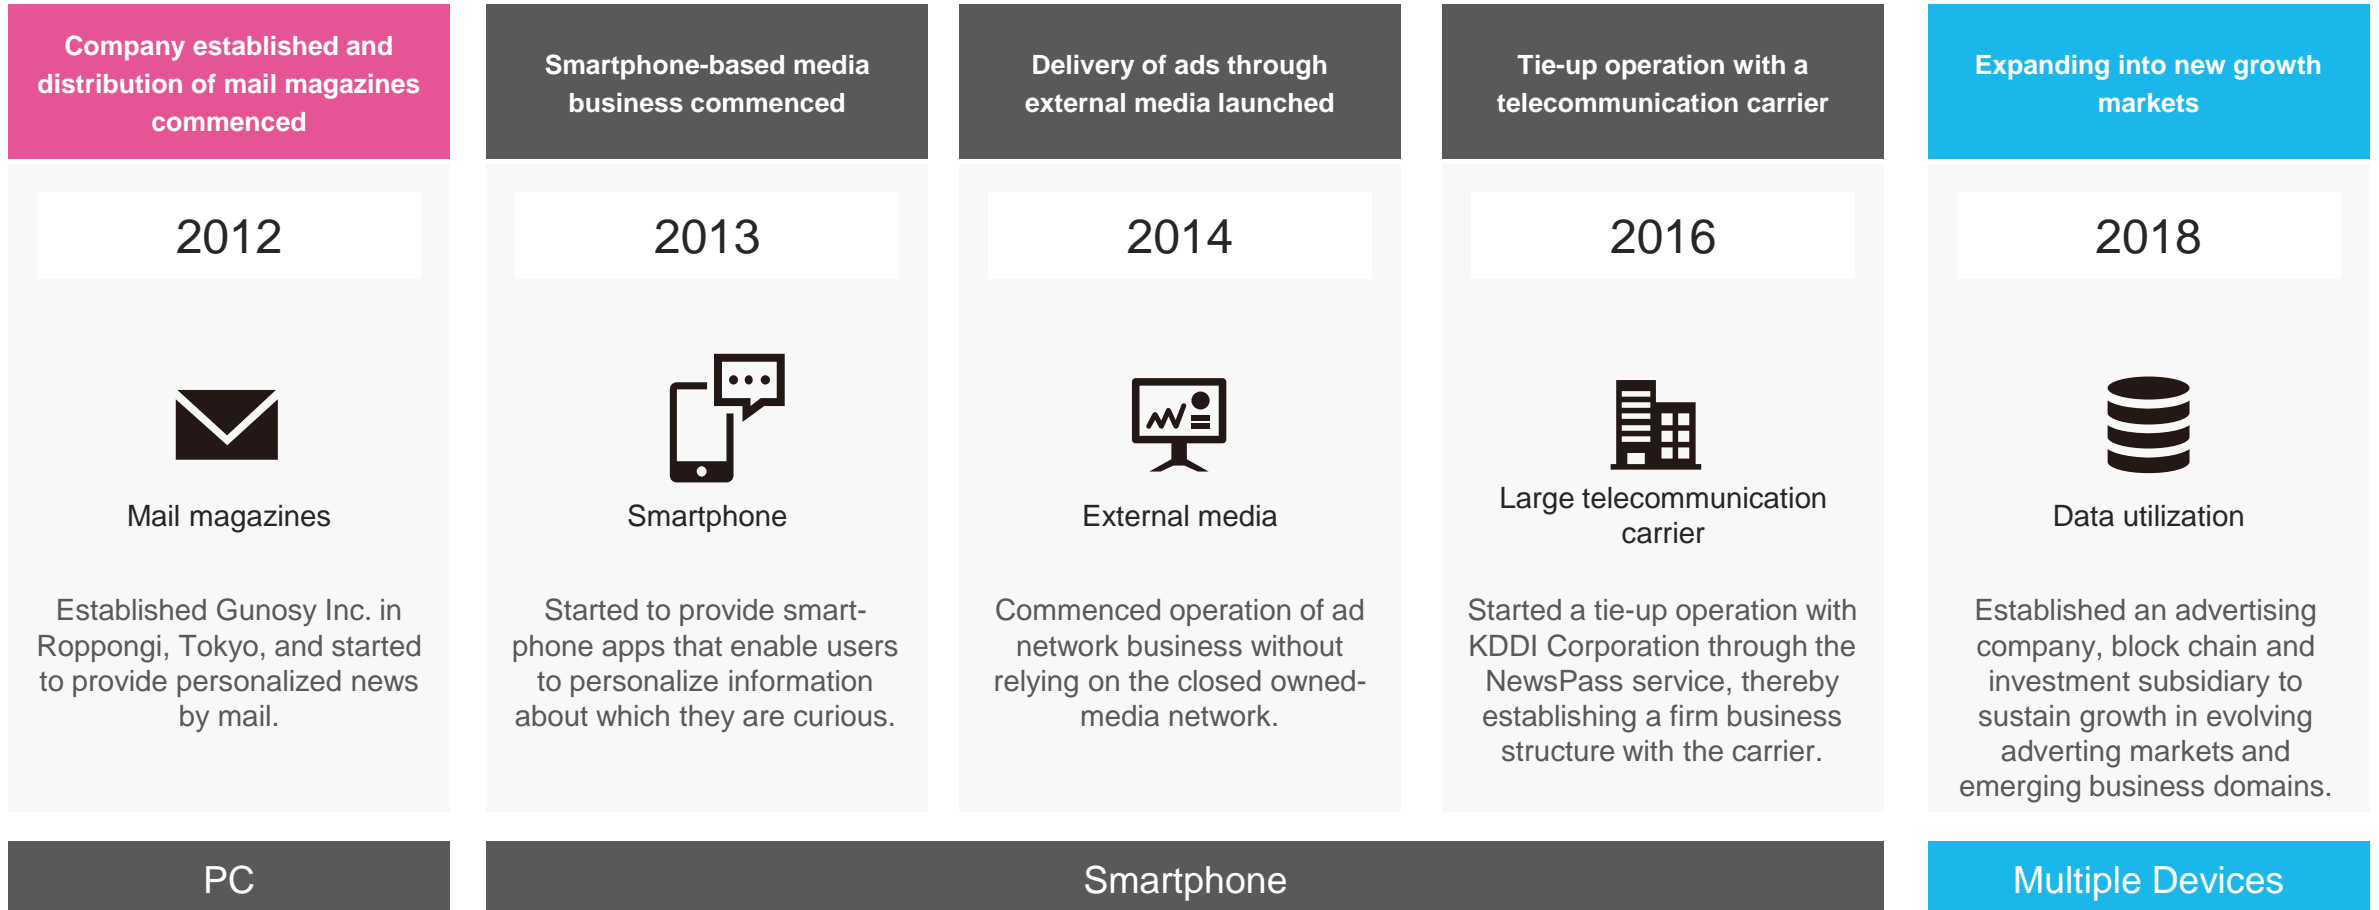 Company established and
distribution of mail magazines
commenced
2012
Mail magazines
Established Gunosy Inc. in
Roppongi, Tokyo, and started
to provide personalized news
by mail.
Smartphone-based media
business commenced
2013
Smartphone
Started to provide smart-
phone apps that enable users
to personalize information
about which they are curious.
Delivery of ads through
external media launched
2014
External media
Commenced operation of ad
network business without
relying on the closed owned-
media network.
Tie-up operation with a
telecommunication carrier
2016
Large telecommunication
carrier
Started a tie-up operation with
KDDI Corporation through the
NewsPass service, thereby
establishing a firm business
structure with the carrier.
Expanding into new growth
markets
2018
Data utilization
Established an advertising
company, block chain and
investment subsidiary to
sustain growth in evolving
adverting markets and
emerging business domains.
PC
Smartphone
Multiple Devices